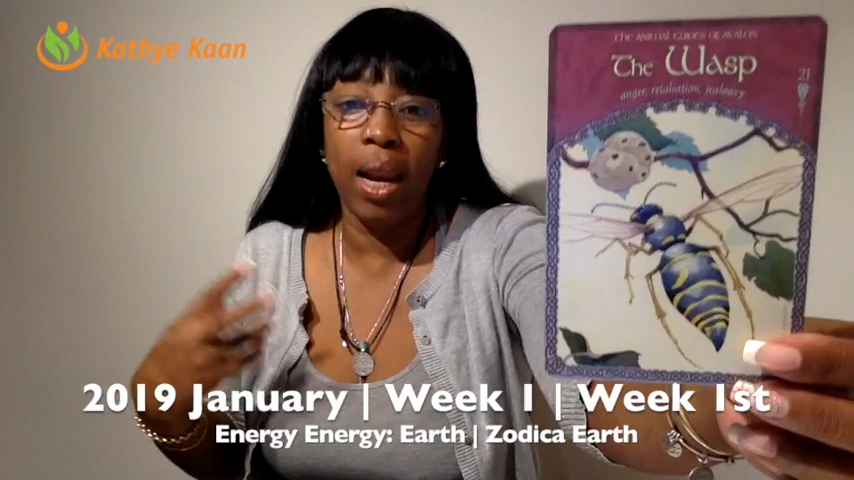 Kathye Kaan
THE ANIMAL GUIDES OF AVALON
The Wasp
anger, retaliation, jealousy
21
2019 January | Week 1 | Week 1st
Energy Energy: Earth | Zodica Earth